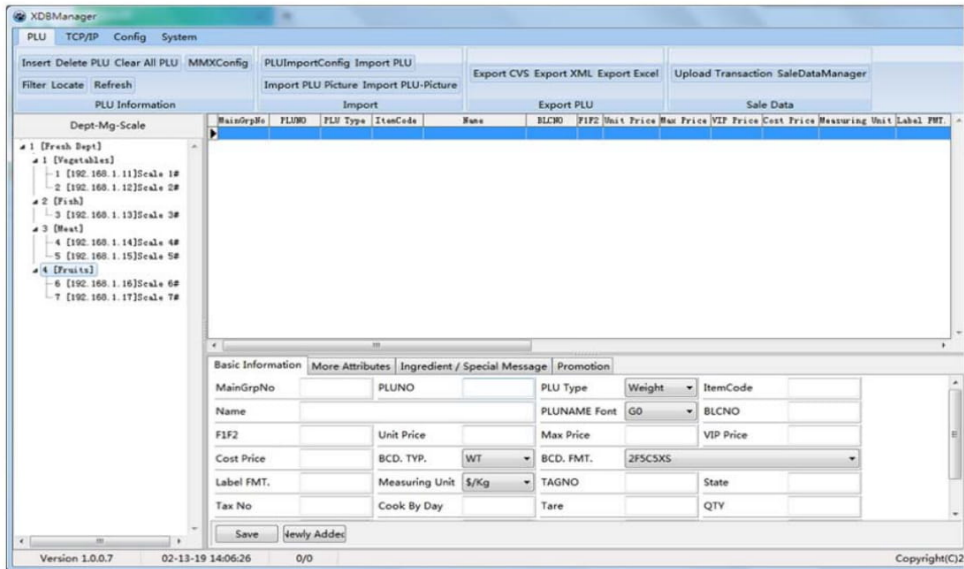 XDBManager
PLU TCP/IP Config System
Insert Delete PLU Clear All PLU MMXConfig
Filter Locate Refresh
PLU Information
PLUImportConfig Import PLU
Import PLU Picture Import PLU-Picture
Import
Export CVS Export XML Export Excel
Export PLU
Upload Transaction SaleDataManager
Sale Data
Dept-Mg-Scale
1 [Fresh Dept]
1 [Vegetables]
1 [192.168.1.11]Scale 1#
2 [192.168.1.12]Scale 2#
2 [Fish]
3 [192.168.1.13]Scale 3#
3 [Meat]
4 [192.168.1.14]Scale 4#
5 [192.168.1.15]Scale 5#
4 [Fruits]
6 [192.168.1.16]Scale 6#
7 [192.168.1.17]Scale 7#
MainGrpNo PLUNO PLU Type ItemCode Name BLCNO F1F2 Unit Price Max Price VIP Price Cost Price Measuring Unit Label FMT.
Basic Information More Attributes Ingredient / Special Message Promotion
MainGrpNo PLUNO PLU Type Weight ItemCode
Name PLUNAME Font G0 BLCNO
F1F2 Unit Price Max Price VIP Price
Cost Price BCD. TYP. WT BCD. FMT. 2F5C5XS
Label FMT. Measuring Unit $/Kg TAGNO State
Tax No Cook By Day Tare QTY
Save Newly Added
Version 1.0.0.7 02-13-19 14:06:26 0/0 Copyright(C)2